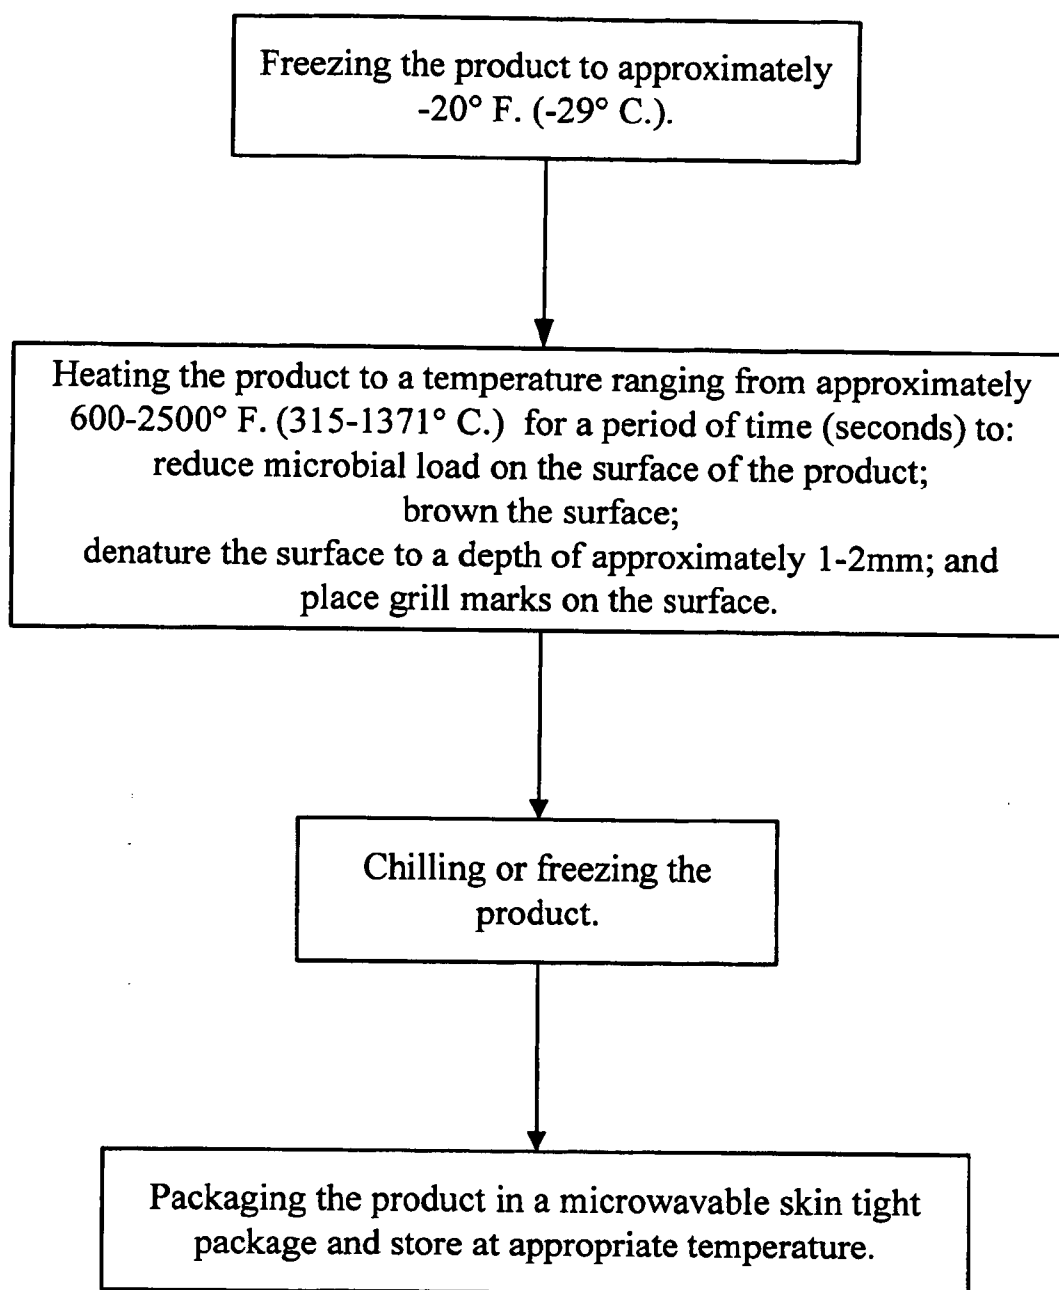 Freezing the product to approximately
-20° F. (-29° C.).
Heating the product to a temperature ranging from approximately
600-2500° F. (315-1371° C.) for a period of time (seconds) to:
reduce microbial load on the surface of the product;
brown the surface;
denature the surface to a depth of approximately 1-2mm; and
place grill marks on the surface.
Chilling or freezing the
product.
Packaging the product in a microwavable skin tight
package and store at appropriate temperature.